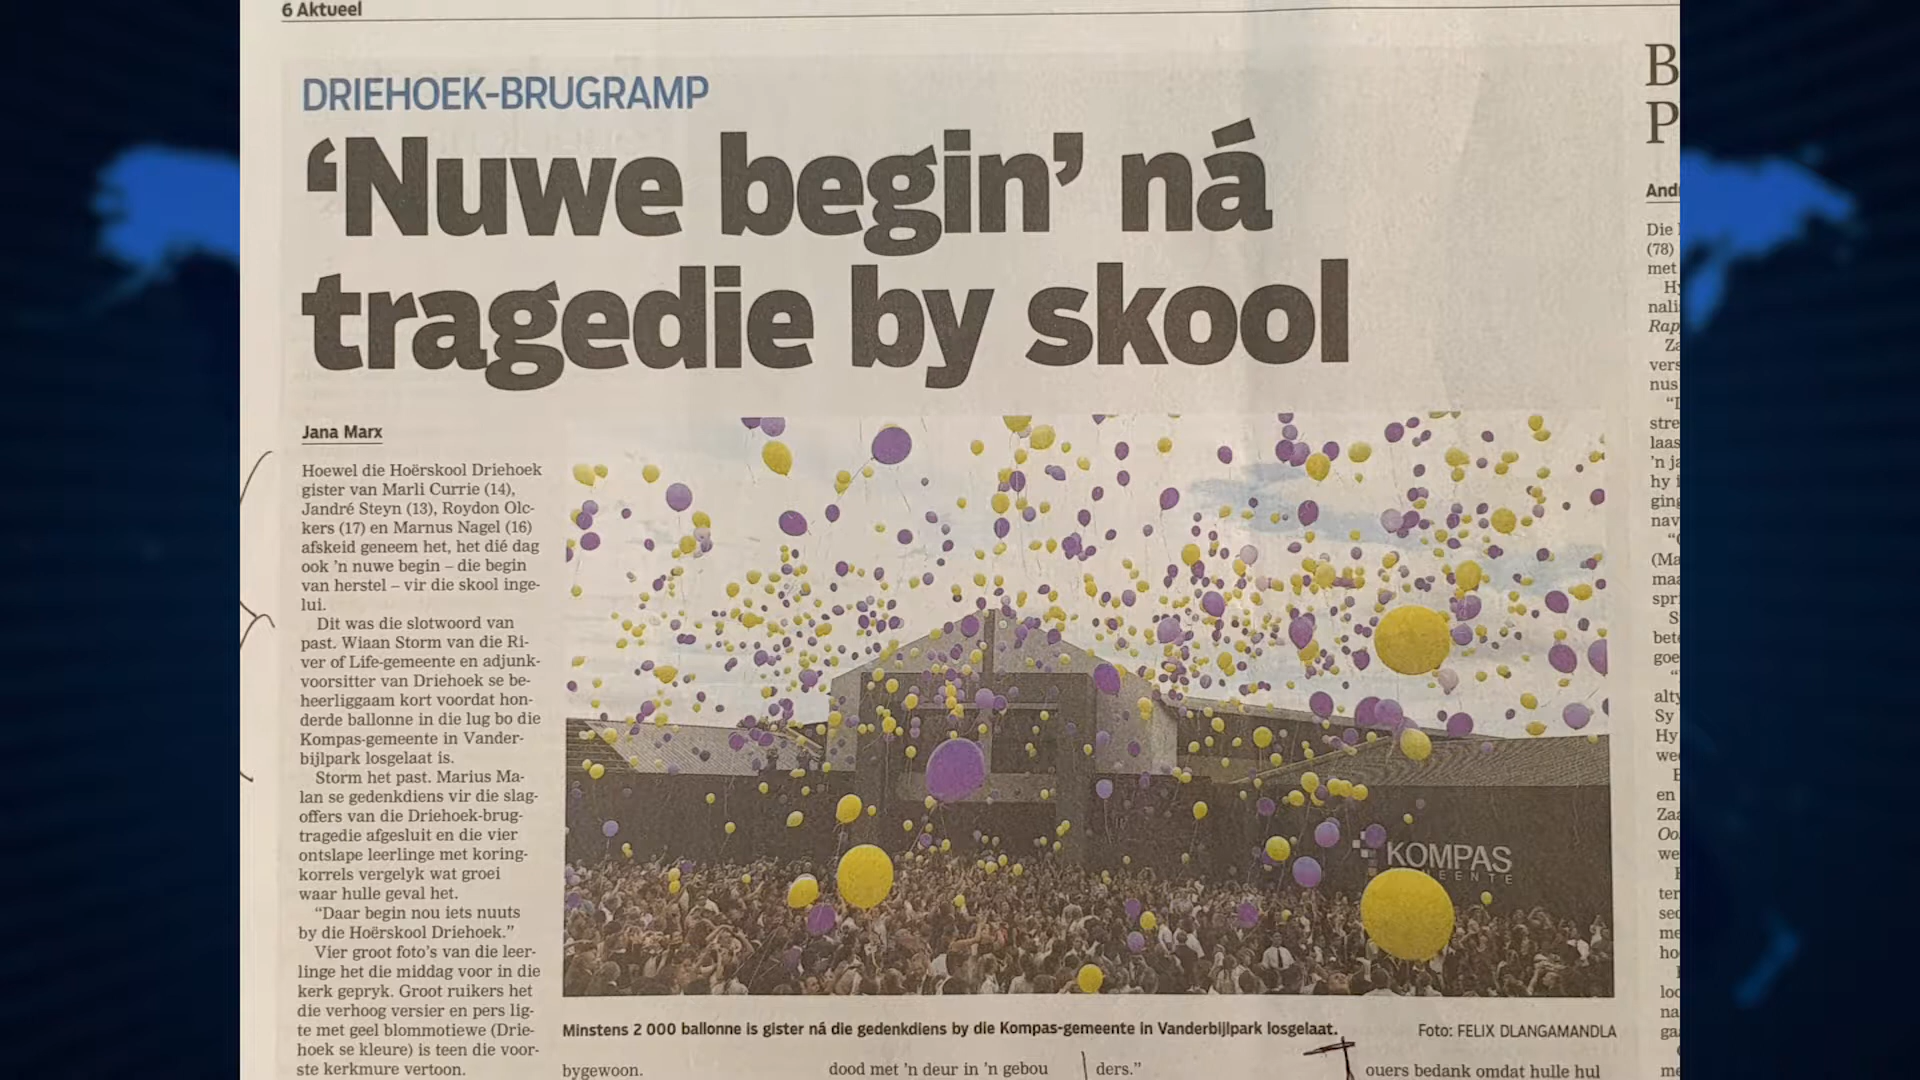 6 Aktueel
DRIEHOEK-BRUGRAMP
‘Nuwe begin’ ná
tragedie by skool
Jana Marx
Hoewel die Hoërskool Driehoek
gister van Marli Currie (14),
Jandré Steyn (13), Roydon Olc-
kers (17) en Marnus Nagel (16)
afskeid geneem het, het dié dag
ook ’n nuwe begin – die begin
van herstel – vir die skool inge-
lui.
Dit was die slotwoord van
past. Wiaan Storm van die Ri-
ver of Life-gemeente en adjunk-
voorsitter van Driehoek se be-
heerliggaam kort voordat hon-
derde ballonne in die lug bo die
Kompas-gemeente in Vander-
bijlpark losgelaat is.
Storm het past. Marius Ma-
lan se gedenkdiens vir die slag-
offers van die Driehoek-brug-
tragedie afgesluit en die vier
ontslape leerlinge met koring-
korrels vergelyk wat groei
waar hulle geval het.
“Daar begin nou iets nuuts
by die Hoërskool Driehoek.”
Vier groot foto’s van die leer-
linge het die middag voor in die
kerk gepryk. Groot ruikers het
die verhoog versier en pers lig-
te met geel blommotiewe (Drie-
hoek se kleure) is teen die voor-
ste kerkmure vertoon.
KOMPAS
Minstens 2 000 ballonne is gister ná die gedenkdiens by die Kompas-gemeente in Vanderbijlpark losgelaat.
Foto: FELIX DLANGAMANDLA
bygewoon.
dood met ’n deur in ’n gebou
ders.”
ouers bedank omdat hulle hul
B
P
Die
(78)
met